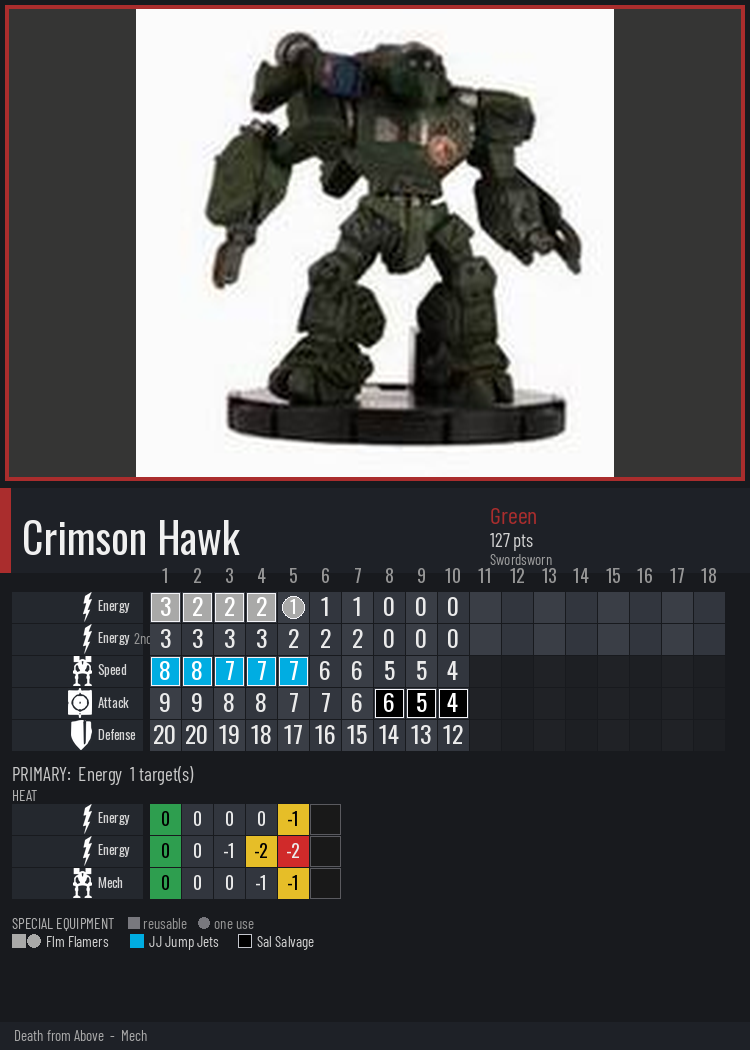 Crimson Hawk
Green
127 pts
Swordsworn
1 2 3 4 5 6 7 8 9 10 11 12 13 14 15 16 17 18
Energy 3 2 2 2 1 1 1 0 0 0
Energy 2nd 3 3 3 3 2 2 2 0 0 0
Speed 8 8 7 7 7 6 6 5 5 4
Attack 9 9 8 8 7 7 6 6 5 4
Defense 20 20 19 18 17 16 15 14 13 12
PRIMARY: Energy 1 target(s)
HEAT
Energy 0 0 0 0 -1
Energy 0 0 -1 -2 -2
Mech 0 0 0 -1 -1
SPECIAL EQUIPMENT reusable one use
Flm Flamers JJ Jump Jets Sal Salvage
Death from Above - Mech